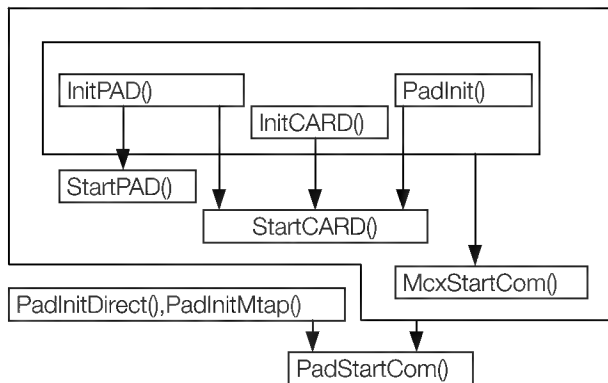 InitPAD()
PadInit()
InitCARD()
StartPAD()
StartCARD()
McxStartCom()
PadInitDirect(),PadInitMtap()
PadStartCom()